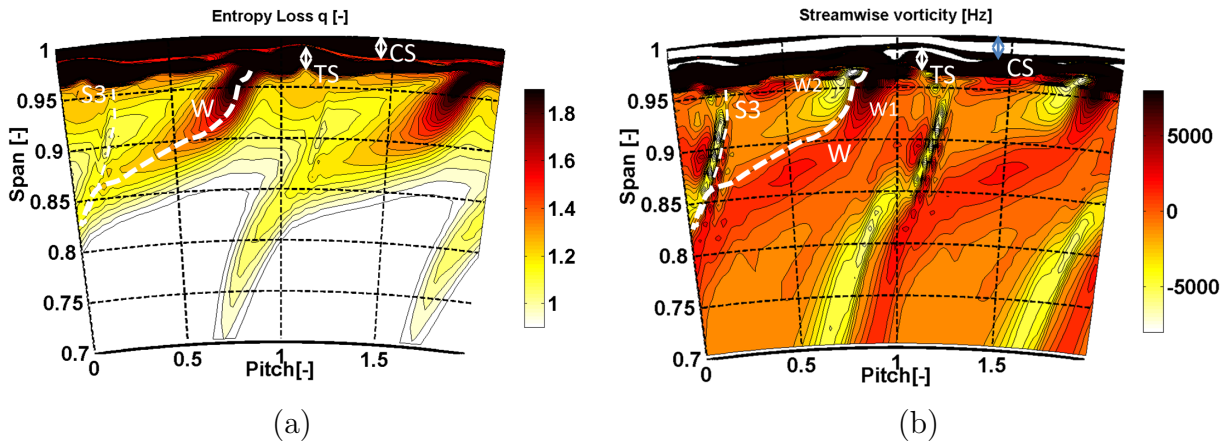 Entropy Loss q [-]
1
0.95
0.9
0.85
0.8
0.75
0.7
Span [-]
0
0.5
1
1.5
Pitch[-]
S3
W
TS
CS
1.8
1.6
1.4
1.2
1
(a)
Streamwise vorticity [Hz]
1
0.95
0.9
0.85
0.8
0.75
0.7
Span [-]
0
0.5
1
1.5
Pitch[-]
S3
W2
W1
W
TS
CS
5000
0
-5000
(b)